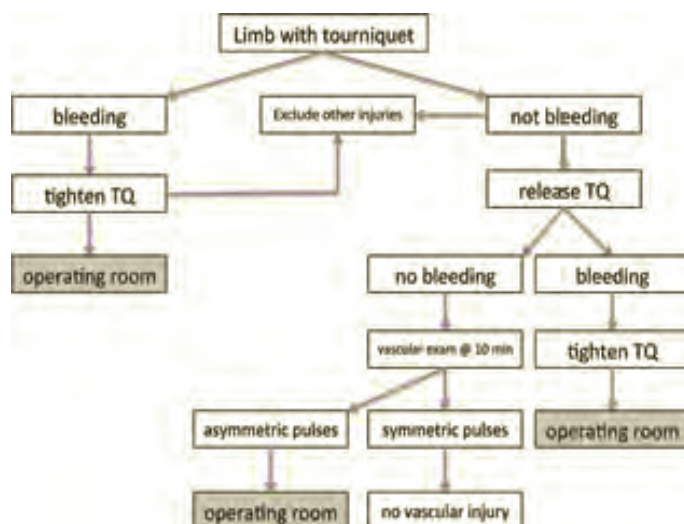 Limb with tourniquet
bleeding
Exclude other injuries
not bleeding
tighten TQ
release TQ
operating room
no bleeding
bleeding
vascular exam @ 10 min
tighten TQ
asymmetric pulses
symmetric pulses
operating room
operating room
no vascular injury